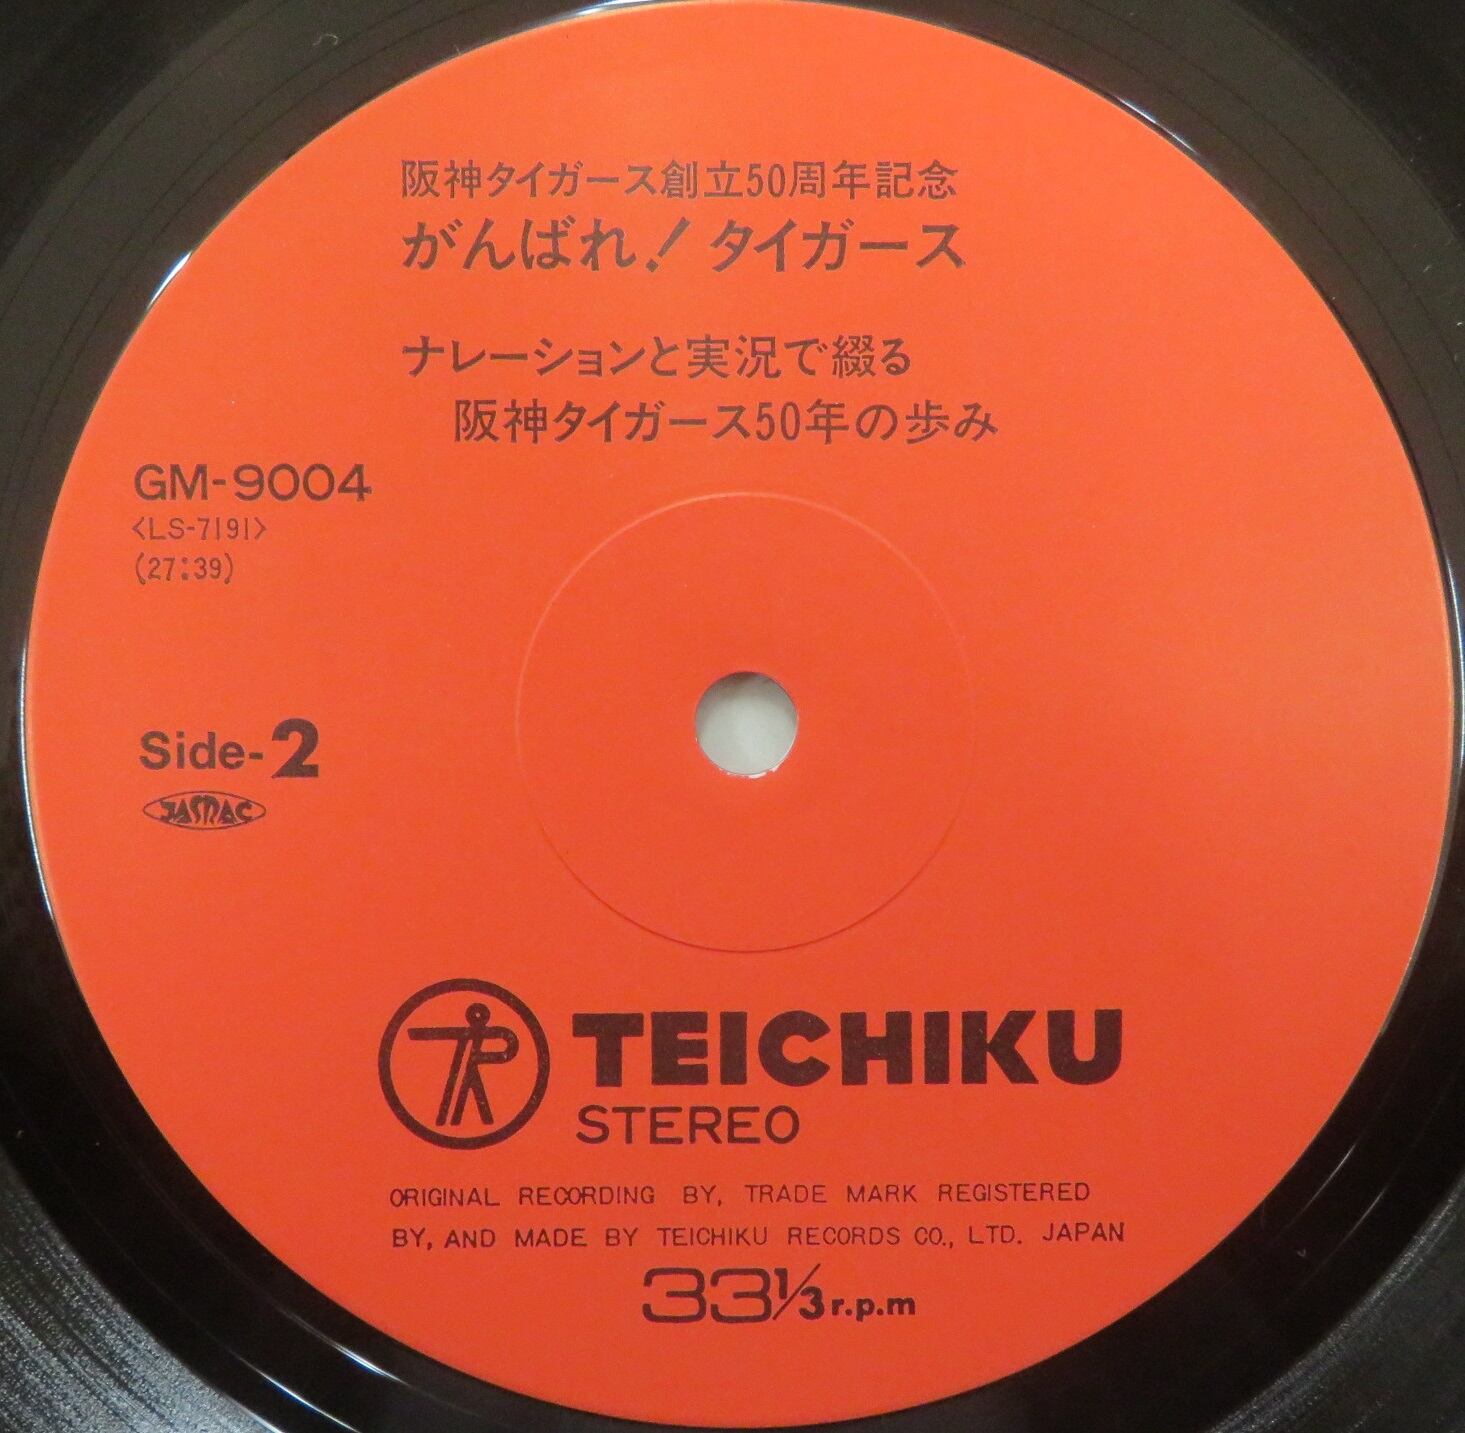 阪神タイガース創立50周年記念
がんばれ!タイガース
ナレーションと実況で綴る
阪神タイガース50年の歩み
GM-9004
<LS-7191>
(27:39)
Side-2
JASRAC
TEICHIKU
STEREO
ORIGINAL RECORDING BY, TRADE MARK REGISTERED
BY, AND MADE BY TEICHIKU RECORDS CO., LTD. JAPAN
33 1/3 r.p.m